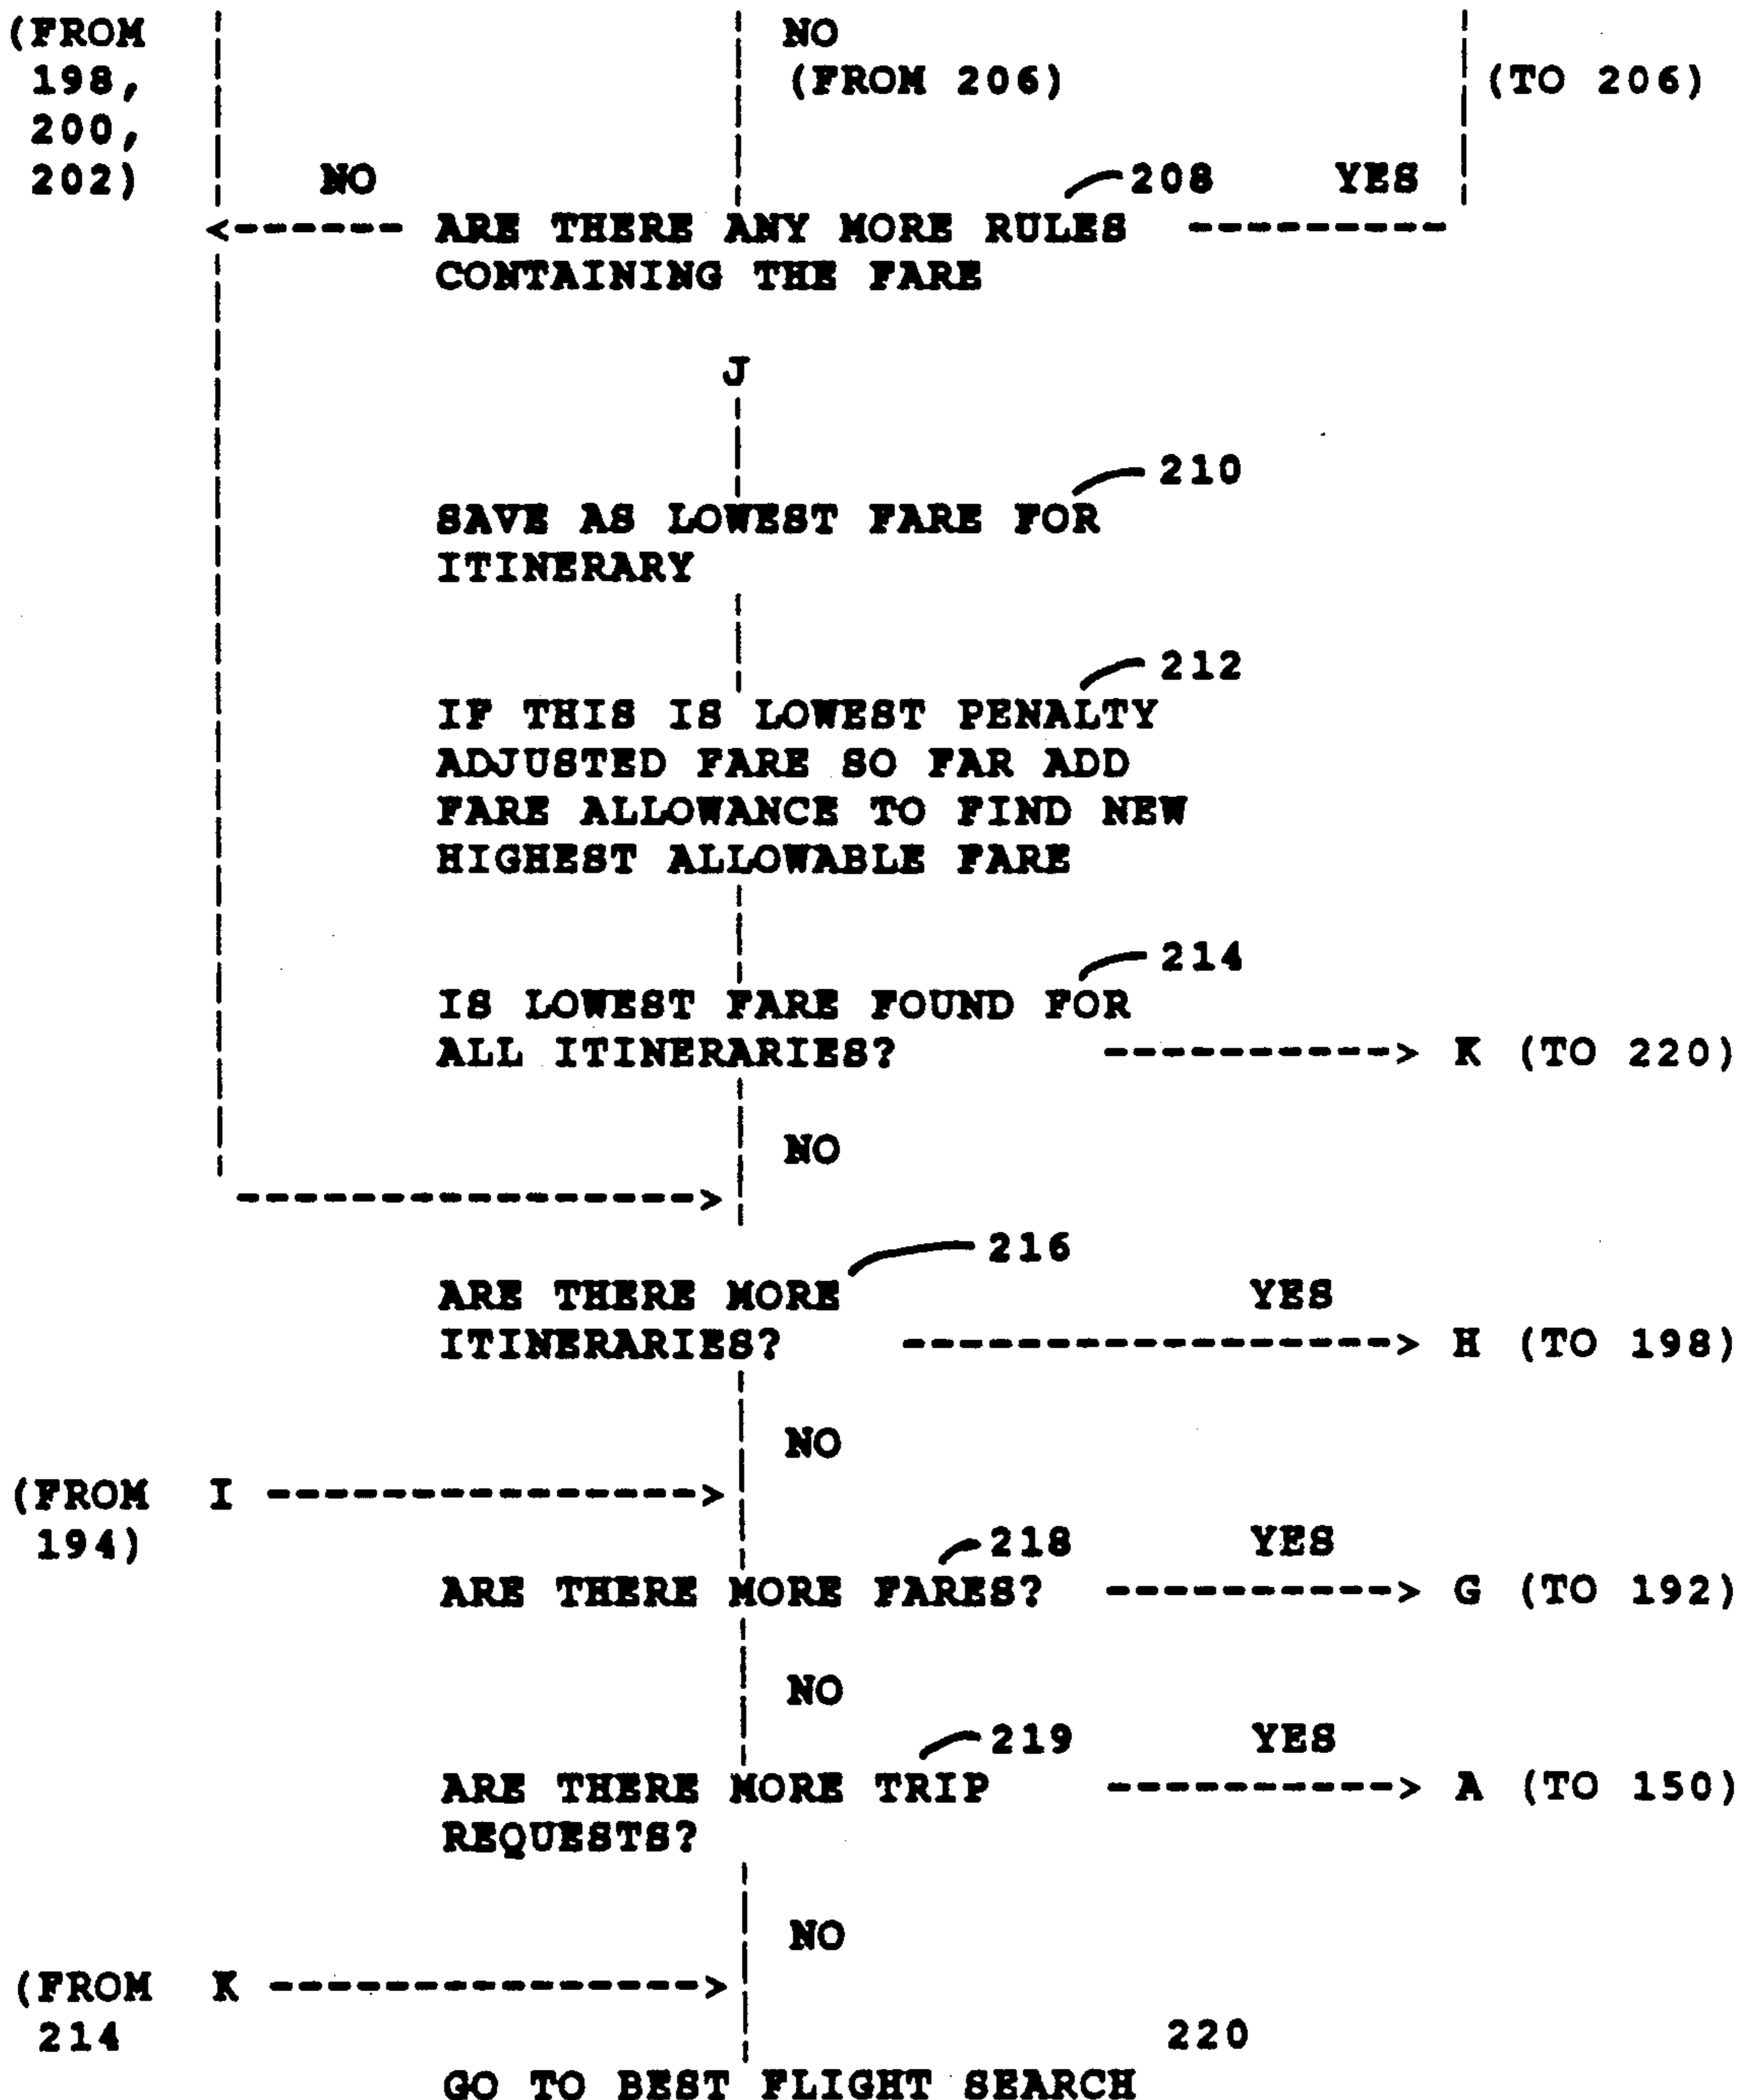 (FROM
198,
200,
202)
NO
(FROM 206)
(TO 206)
NO
208
YES
ARE THERE ANY MORE RULES
CONTAINING THE FARE
J
210
SAVE AS LOWEST FARE FOR
ITINERARY
212
IF THIS IS LOWEST PENALTY
ADJUSTED FARE SO FAR ADD
FARE ALLOWANCE TO FIND NEW
HIGHEST ALLOWABLE FARE
214
IS LOWEST FARE FOUND FOR
ALL ITINERARIES?
K (TO 220)
NO
216
ARE THERE MORE
YES
ITINERARIES?
H (TO 198)
NO
(FROM I
194)
218
YES
ARE THERE MORE FARES?
G (TO 192)
NO
219
YES
ARE THERE MORE TRIP
A (TO 150)
REQUESTS?
NO
(FROM K
214
220
GO TO BEST FLIGHT SEARCH